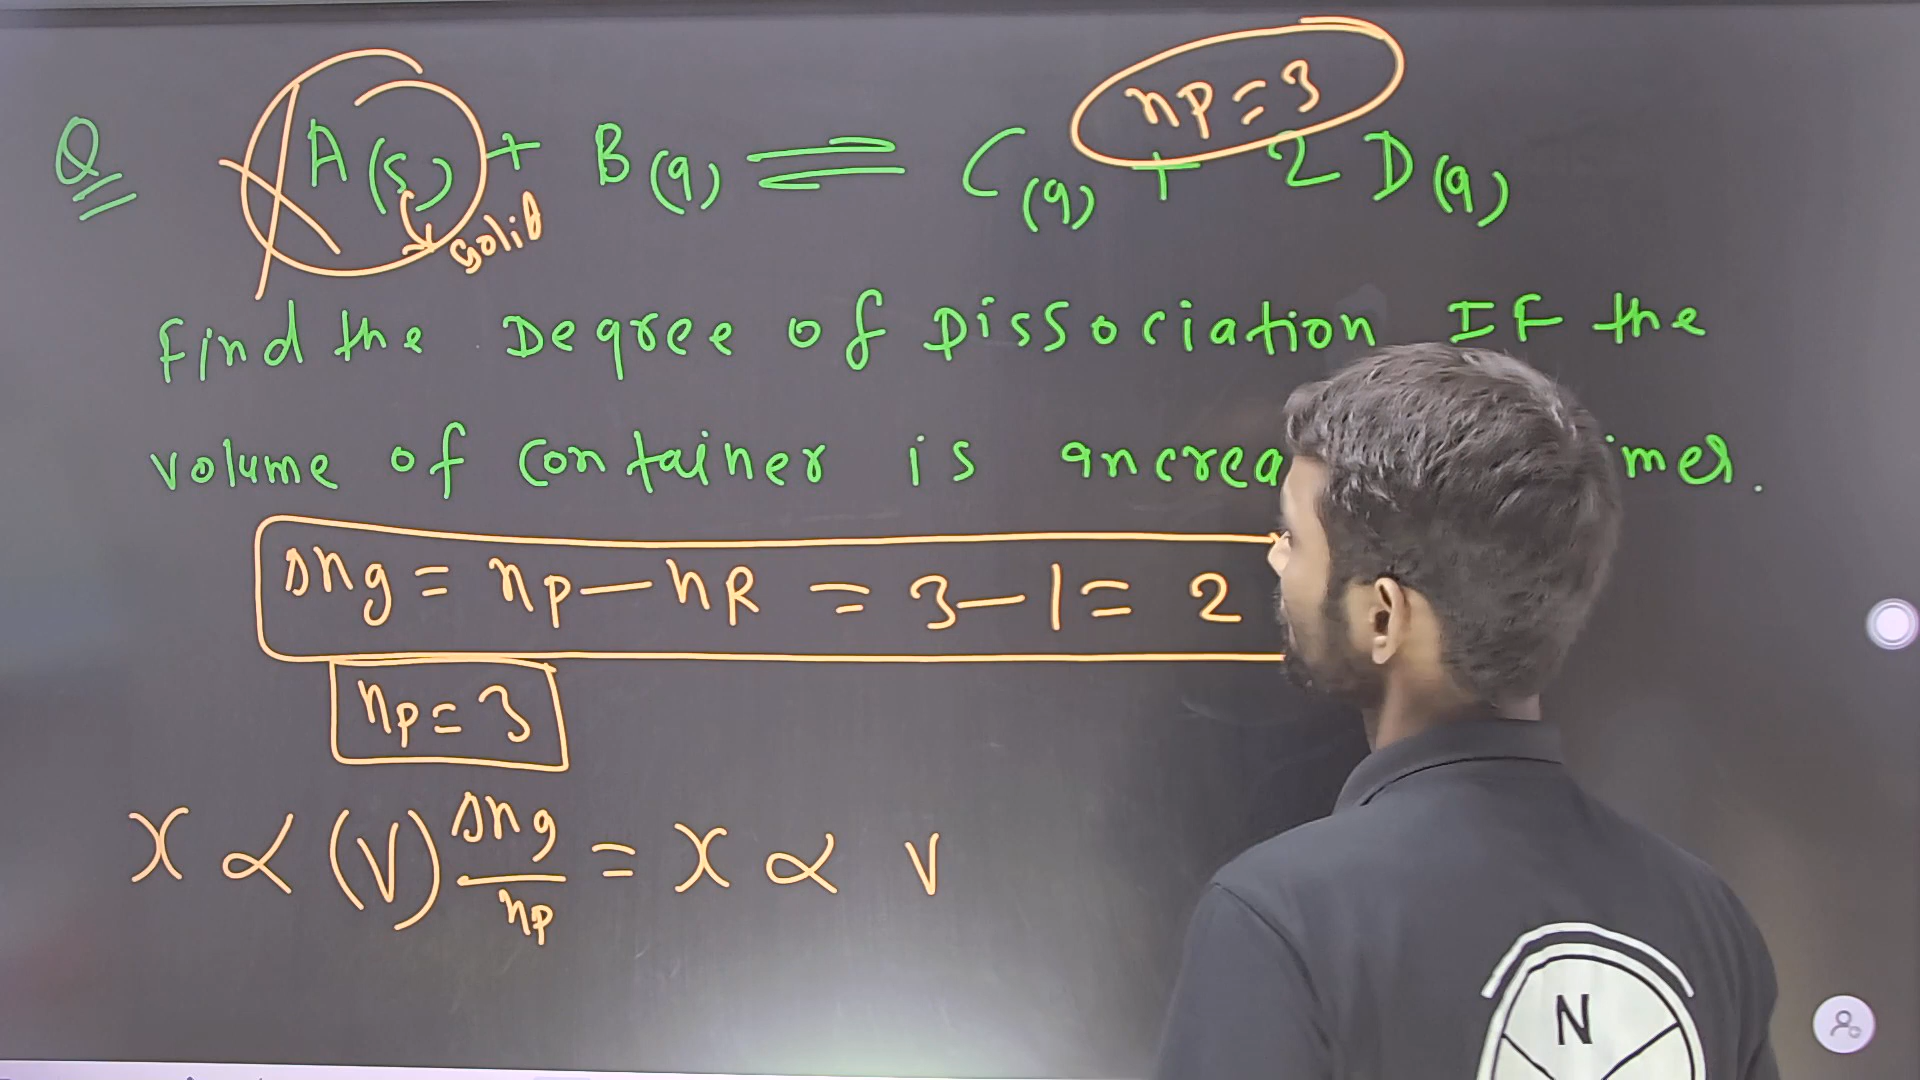 np=3
Q A(s) + B(g) ⇌ C(g) + 2D(g)
solid
Find the Degree of Dissociation IF the
volume of container is increa mes.
Δng = np - nR = 3-1 = 2
np=3
x ∝ (V) Δng/np = x ∝ V
N